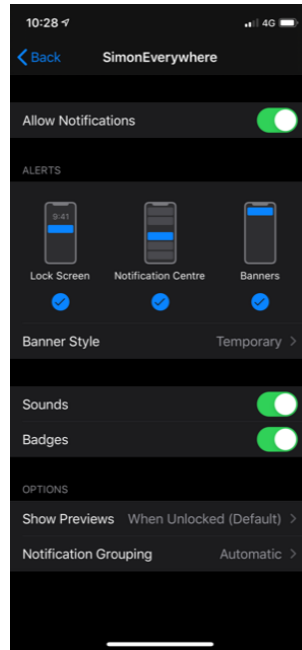 10:28 4G
Back SimonEverywhere
Allow Notifications
ALERTS
9:41
Lock Screen Notification Centre Banners
Banner Style Temporary
Sounds
Badges
OPTIONS
Show Previews When Unlocked (Default)
Notification Grouping Automatic